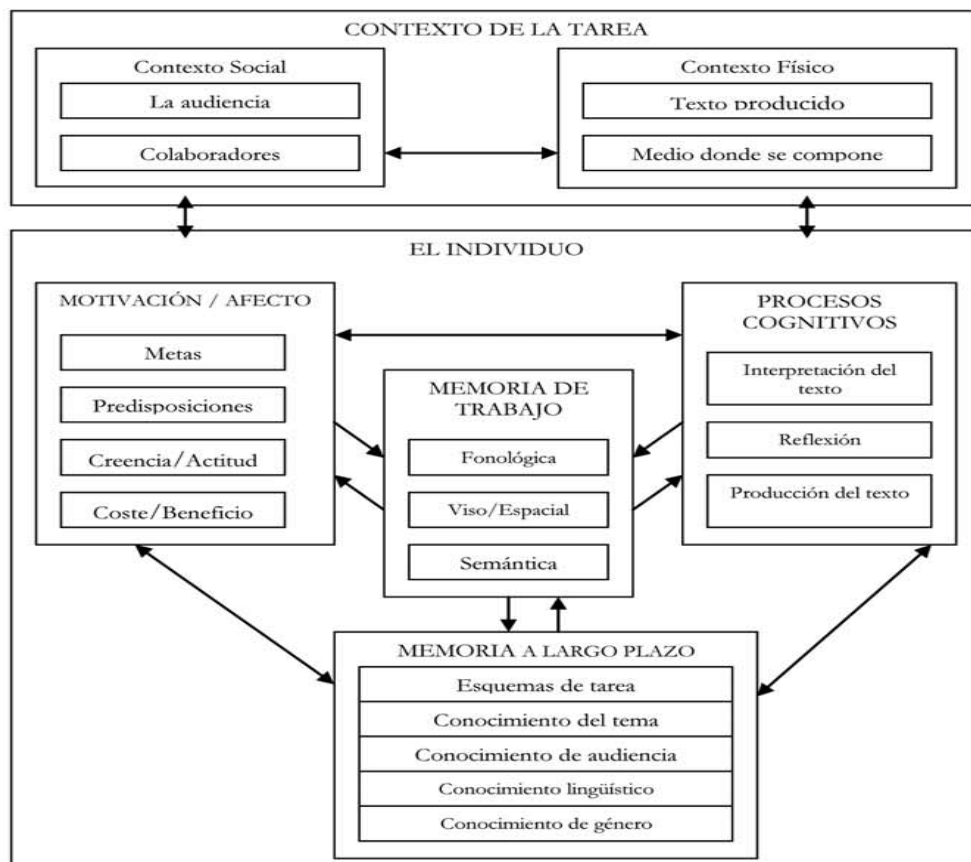 CONTEXTO DE LA TAREA
Contexto Social
La audiencia
Colaboradores
Contexto Físico
Texto producido
Medio donde se compone
EL INDIVIDUO
MOTIVACIÓN / AFECTO
Metas
Predisposiciones
Creencia/Actitud
Coste/Beneficio
MEMORIA DE
TRABAJO
Fonológica
Viso/Espacial
Semántica
PROCESOS
COGNITIVOS
Interpretación del
texto
Reflexión
Producción del texto
MEMORIA A LARGO PLAZO
Esquemas de tarea
Conocimiento del tema
Conocimiento de audiencia
Conocimiento lingüístico
Conocimiento de género